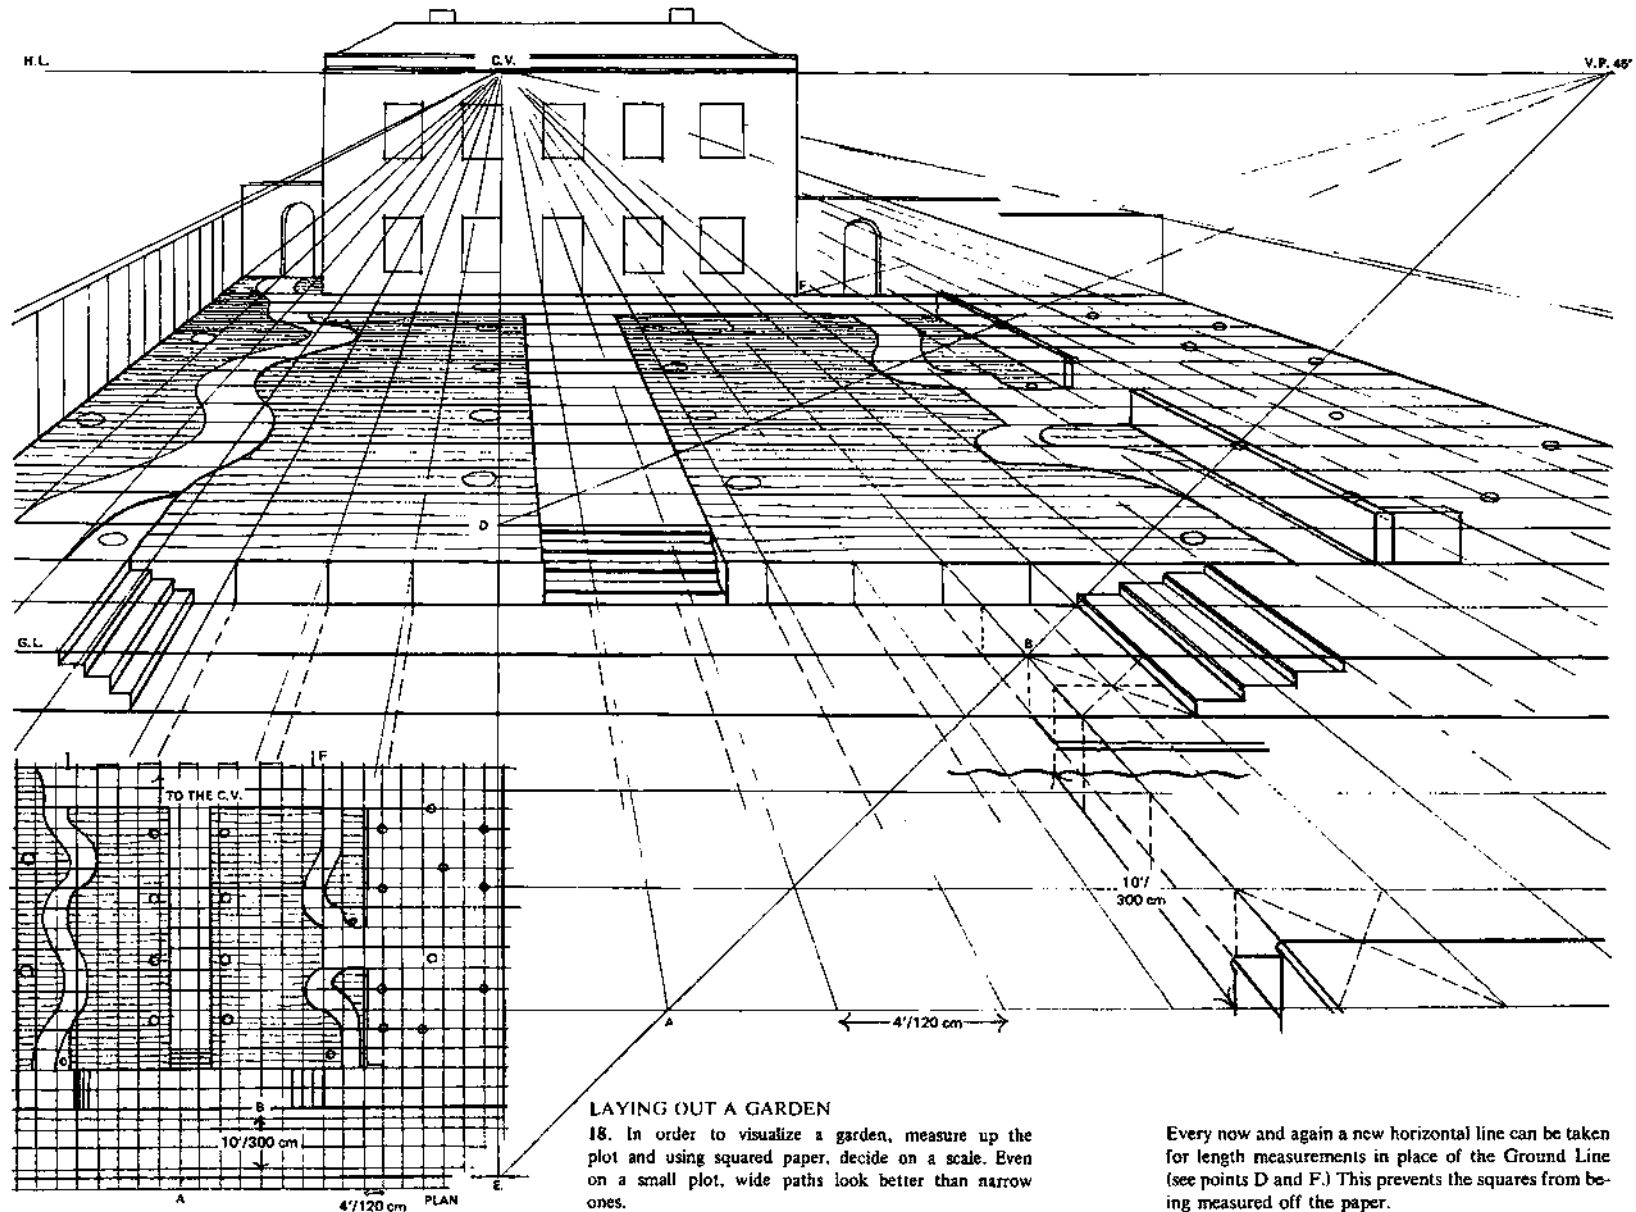 H.L.
C.V.
V.P. 45°
F
D
G.L.
B
F
TO THE C.V.
10'/
300 cm
A
4'/120 cm
B
10'/300 cm
A
4'/120 cm
PLAN
E.
LAYING OUT A GARDEN
18. In order to visualize a garden, measure up the
plot and using squared paper, decide on a scale. Even
on a small plot, wide paths look better than narrow
ones.
Every now and again a new horizontal line can be taken
for length measurements in place of the Ground Line
(see points D and F.) This prevents the squares from be-
ing measured off the paper.